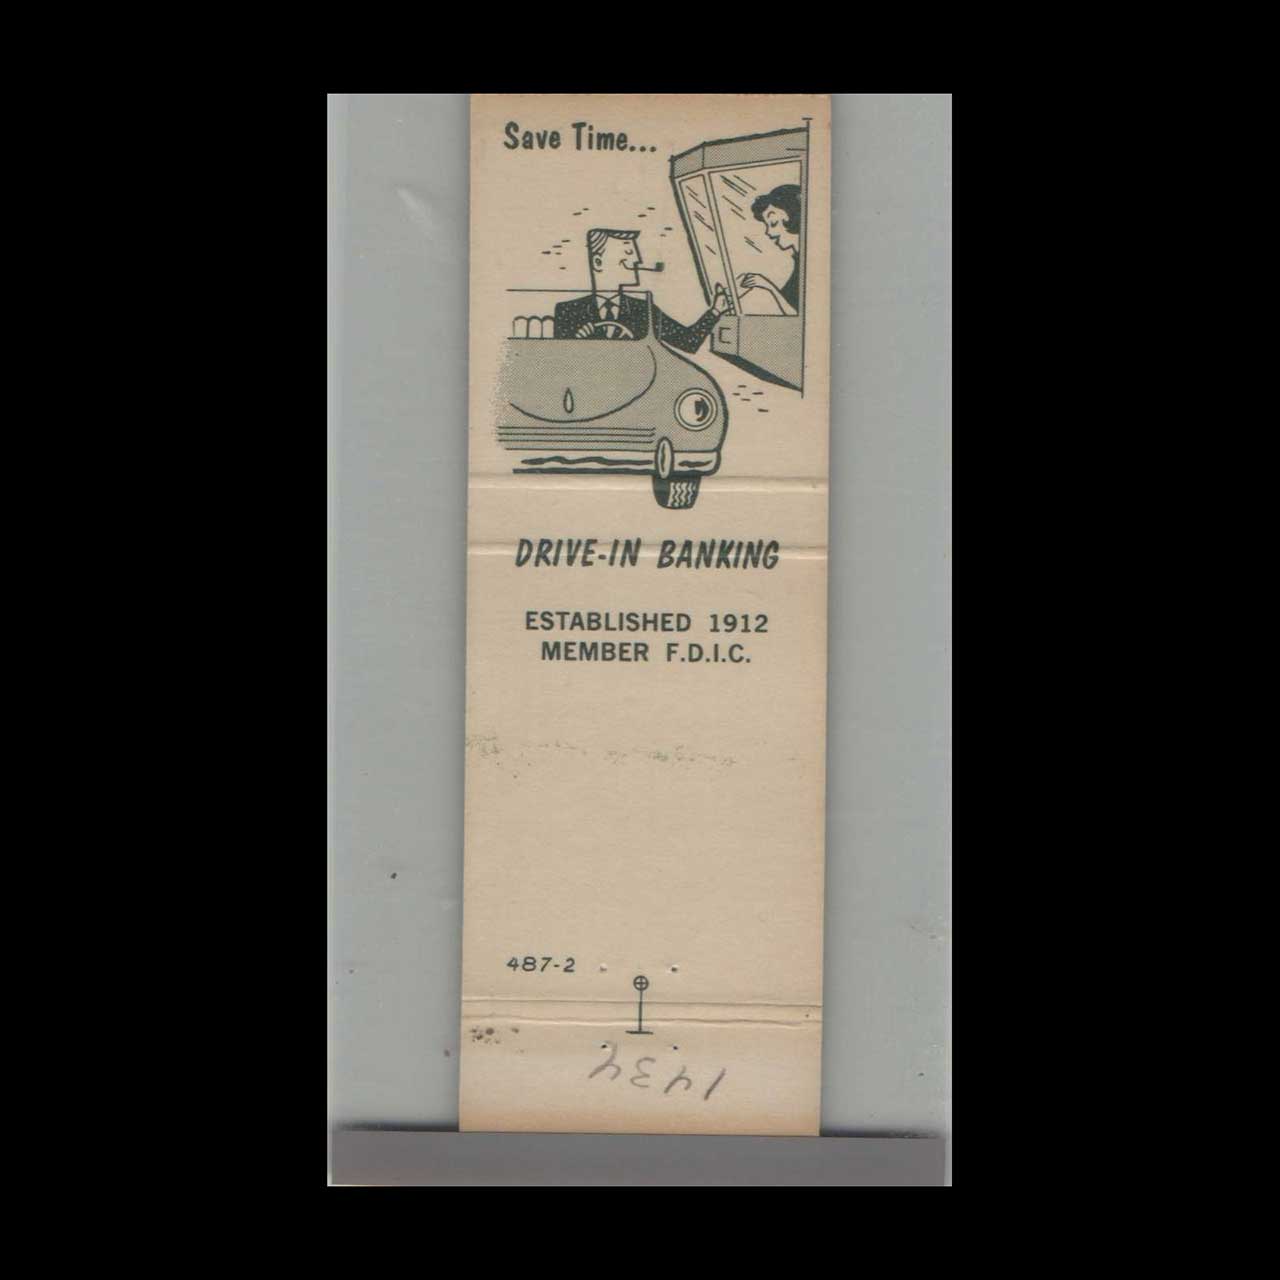 Save Time...
DRIVE-IN BANKING
ESTABLISHED 1912
MEMBER F.D.I.C.
487-2
1434